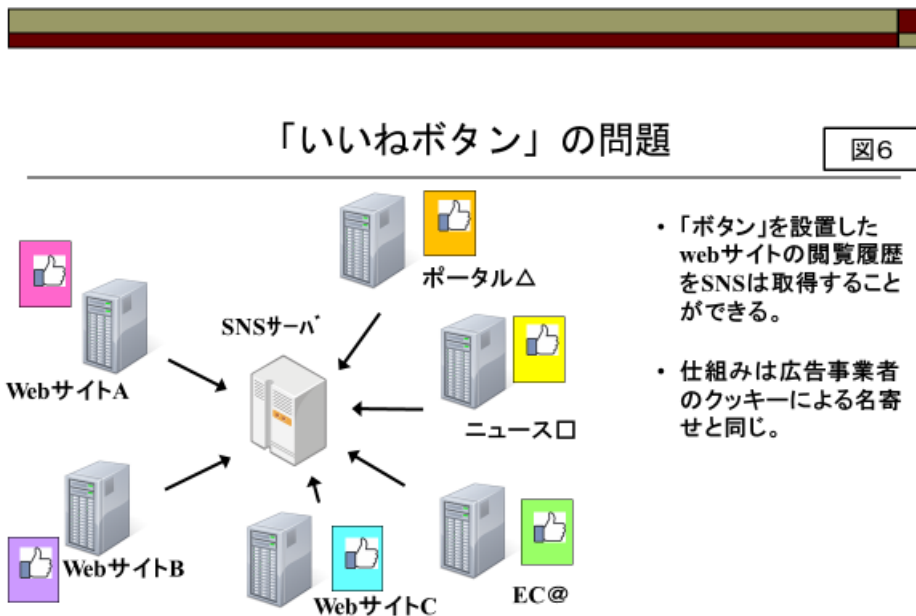 「いいねボタン」の問題
図6
ポータル△
SNSサーバ
WebサイトA
ニュース□
WebサイトB
WebサイトC
EC@
・「ボタン」を設置した
webサイトの閲覧履歴
をSNSは取得すること
ができる。
・仕組みは広告事業者
のクッキーによる名寄
せと同じ。